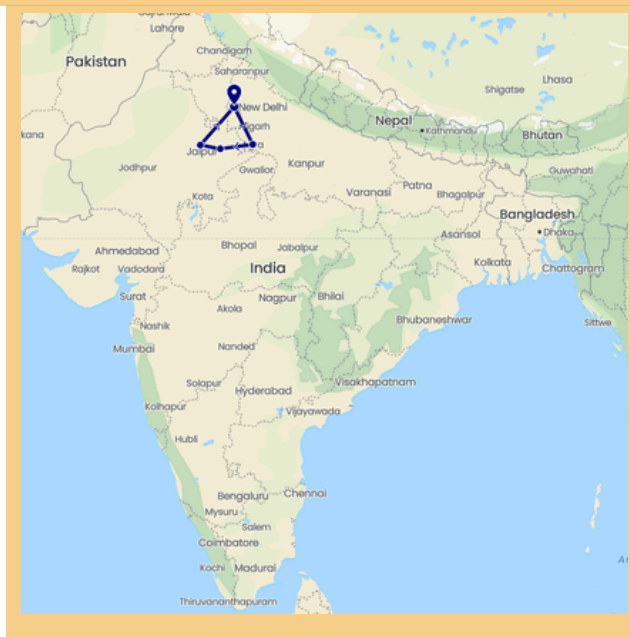 Lahore
Chandigarh
Pakistan
Saharanpur
Lhasa
Shigatse
New Delhi
Nepal
Kathmandu
Bhutan
Jaipur
Kanpur
Jodhpur
Gwalior
Guwahati
Kota
Varanasi
Patna
Bhagalpur
Bangladesh
Asansol
Dhaka
Ahmedabad
Bhopal
Jabalpur
Kolkata
Rajkot
Vadodara
India
Chattogram
Surat
Nagpur
Bhilai
Akola
Nashik
Bhubaneshwar
Sittwe
Mumbai
Nanded
Solapur
Hyderabad
Visakhapatnam
Kolhapur
Vijayawada
Hubli
Bengaluru
Chennai
Mysuru
Salem
Coimbatore
Kochi
Madurai
Thiruvananthapuram